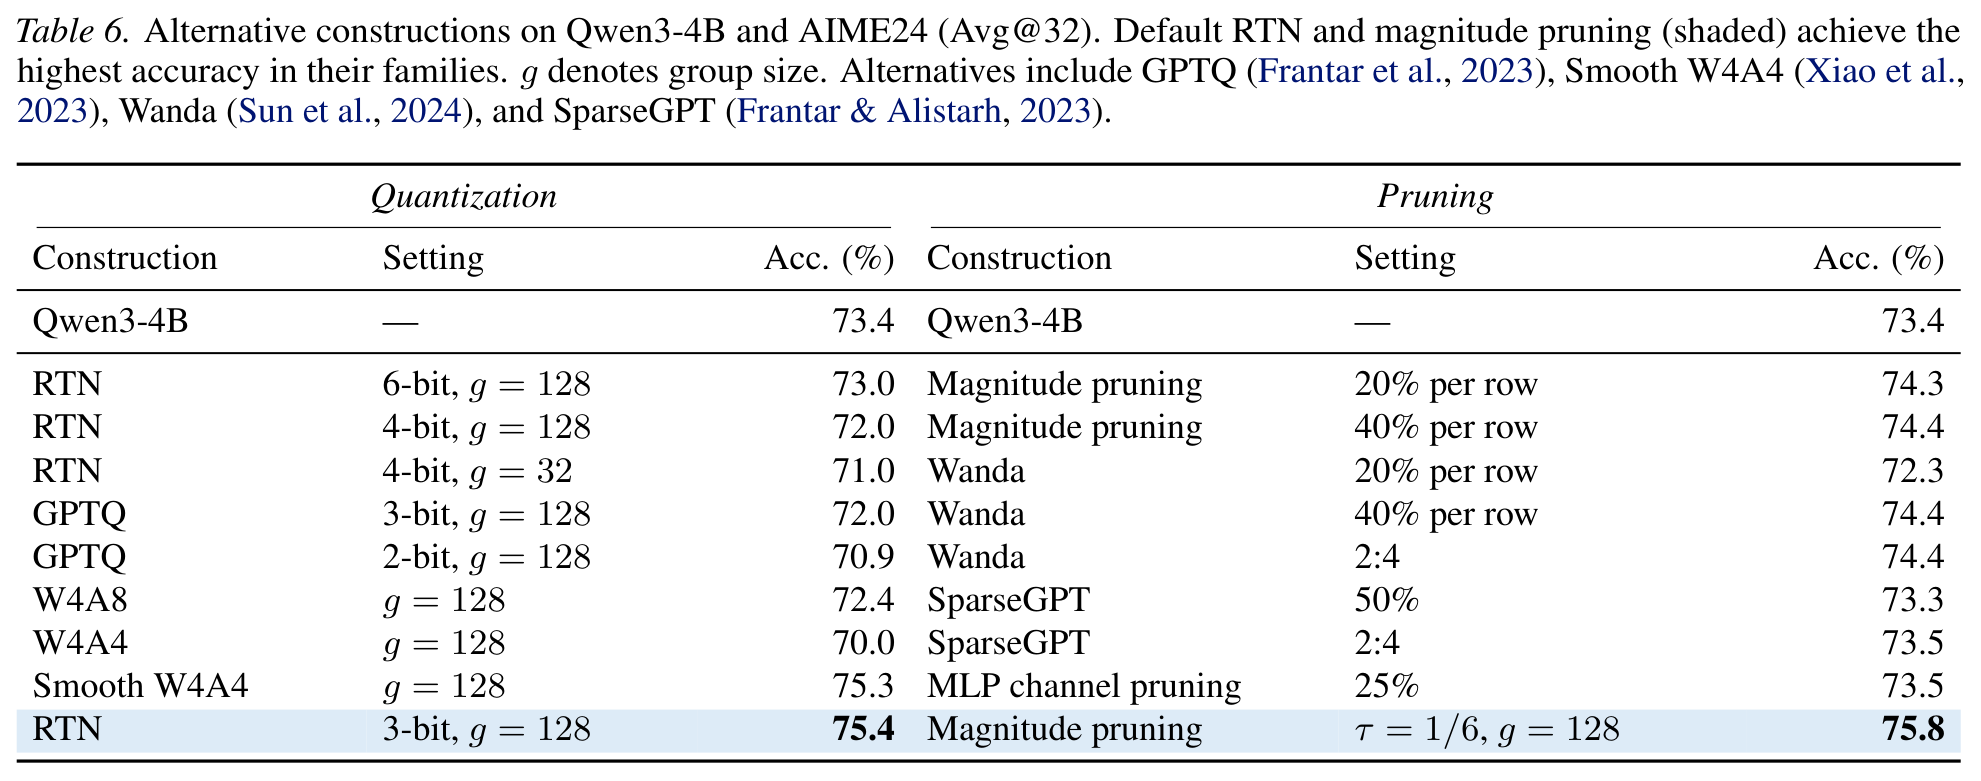 Table 6. Alternative constructions on Qwen3-4B and AIME24 (Avg@32). Default RTN and magnitude pruning (shaded) achieve the
highest accuracy in their families. g denotes group size. Alternatives include GPTQ (Frantar et al., 2023), Smooth W4A4 (Xiao et al.,
2023), Wanda (Sun et al., 2024), and SparseGPT (Frantar & Alistarh, 2023).
Quantization Pruning
Construction Setting Acc. (%) Construction Setting Acc. (%)
Qwen3-4B — 73.4 Qwen3-4B — 73.4
RTN 6-bit, g = 128 73.0 Magnitude pruning 20% per row 74.3
RTN 4-bit, g = 128 72.0 Magnitude pruning 40% per row 74.4
RTN 4-bit, g = 32 71.0 Wanda 20% per row 72.3
GPTQ 3-bit, g = 128 72.0 Wanda 40% per row 74.4
GPTQ 2-bit, g = 128 70.9 Wanda 2:4 74.4
W4A8 g = 128 72.4 SparseGPT 50% 73.3
W4A4 g = 128 70.0 SparseGPT 2:4 73.5
Smooth W4A4 g = 128 75.3 MLP channel pruning 25% 73.5
RTN 3-bit, g = 128 75.4 Magnitude pruning τ = 1/6, g = 128 75.8